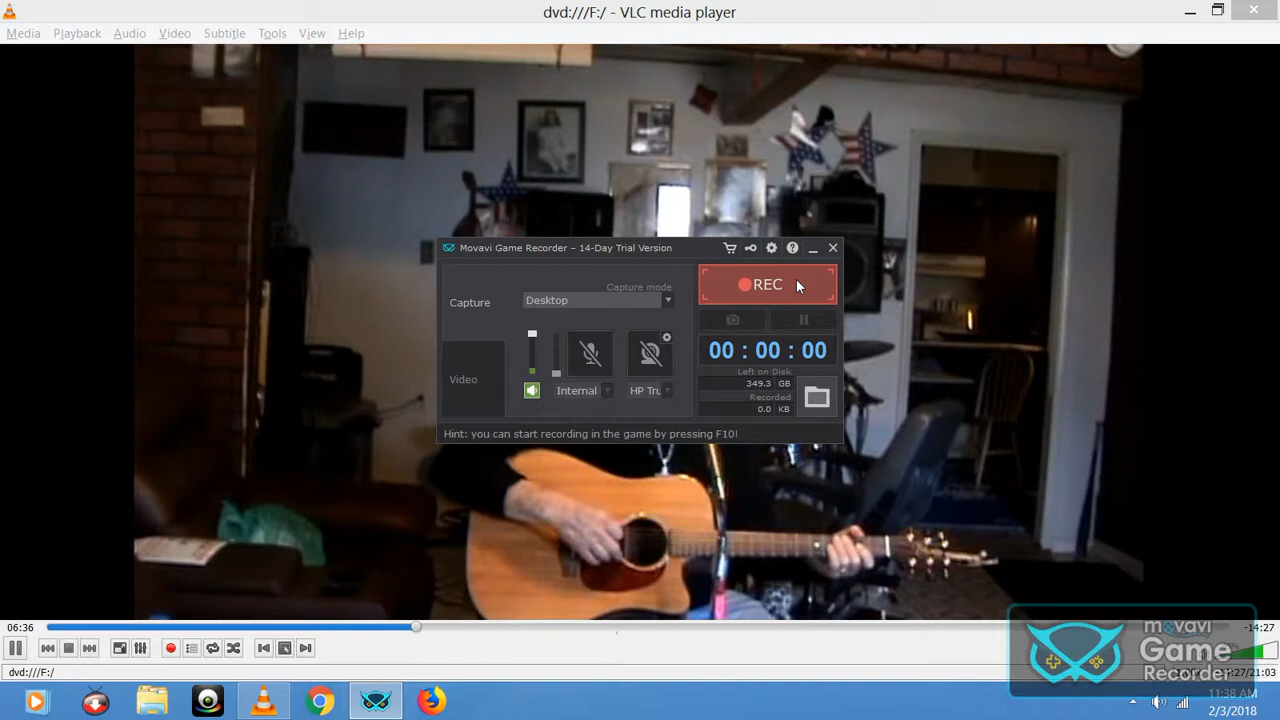 dvd:///F:/ - VLC media player
Media Playback Audio Video Subtitle Tools View Help
Movavi Game Recorder – 14-Day Trial Version
Capture
Capture mode
Desktop
REC
00 : 00 : 00
Left on Disk
349.3 GB
Recorded
0.0 KB
Video
Internal
HP Tru
Hint: you can start recording in the game by pressing F10!
06:36
-14:27
dvd:///F:/
27/21:03
movavi
Game
Recorder
11:38 AM
2/3/2018